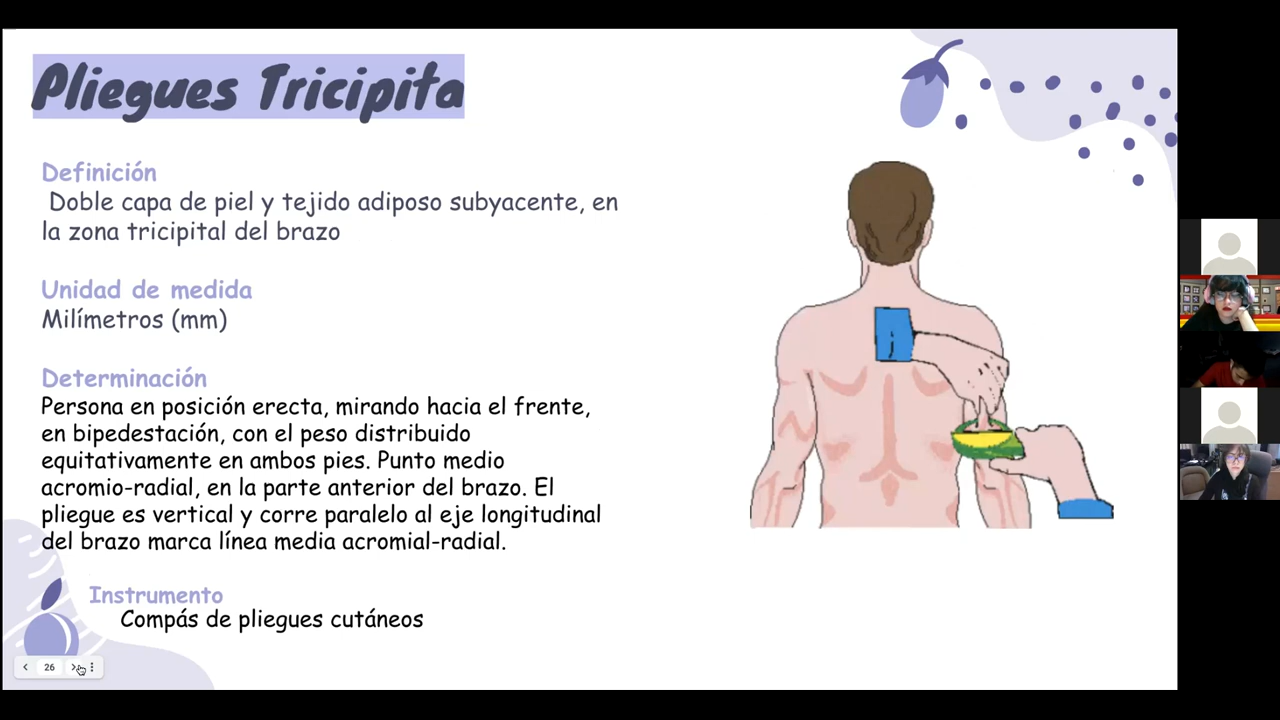 Pliegues Tricipita
Definición
Doble capa de piel y tejido adiposo subyacente, en
la zona tricipital del brazo
Unidad de medida
Milímetros (mm)
Determinación
Persona en posición erecta, mirando hacia el frente,
en bipedestación, con el peso distribuido
equitativamente en ambos pies. Punto medio
acromio-radial, en la parte anterior del brazo. El
pliegue es vertical y corre paralelo al eje longitudinal
del brazo marca línea media acromial-radial.
Instrumento
Compás de pliegues cutáneos
26